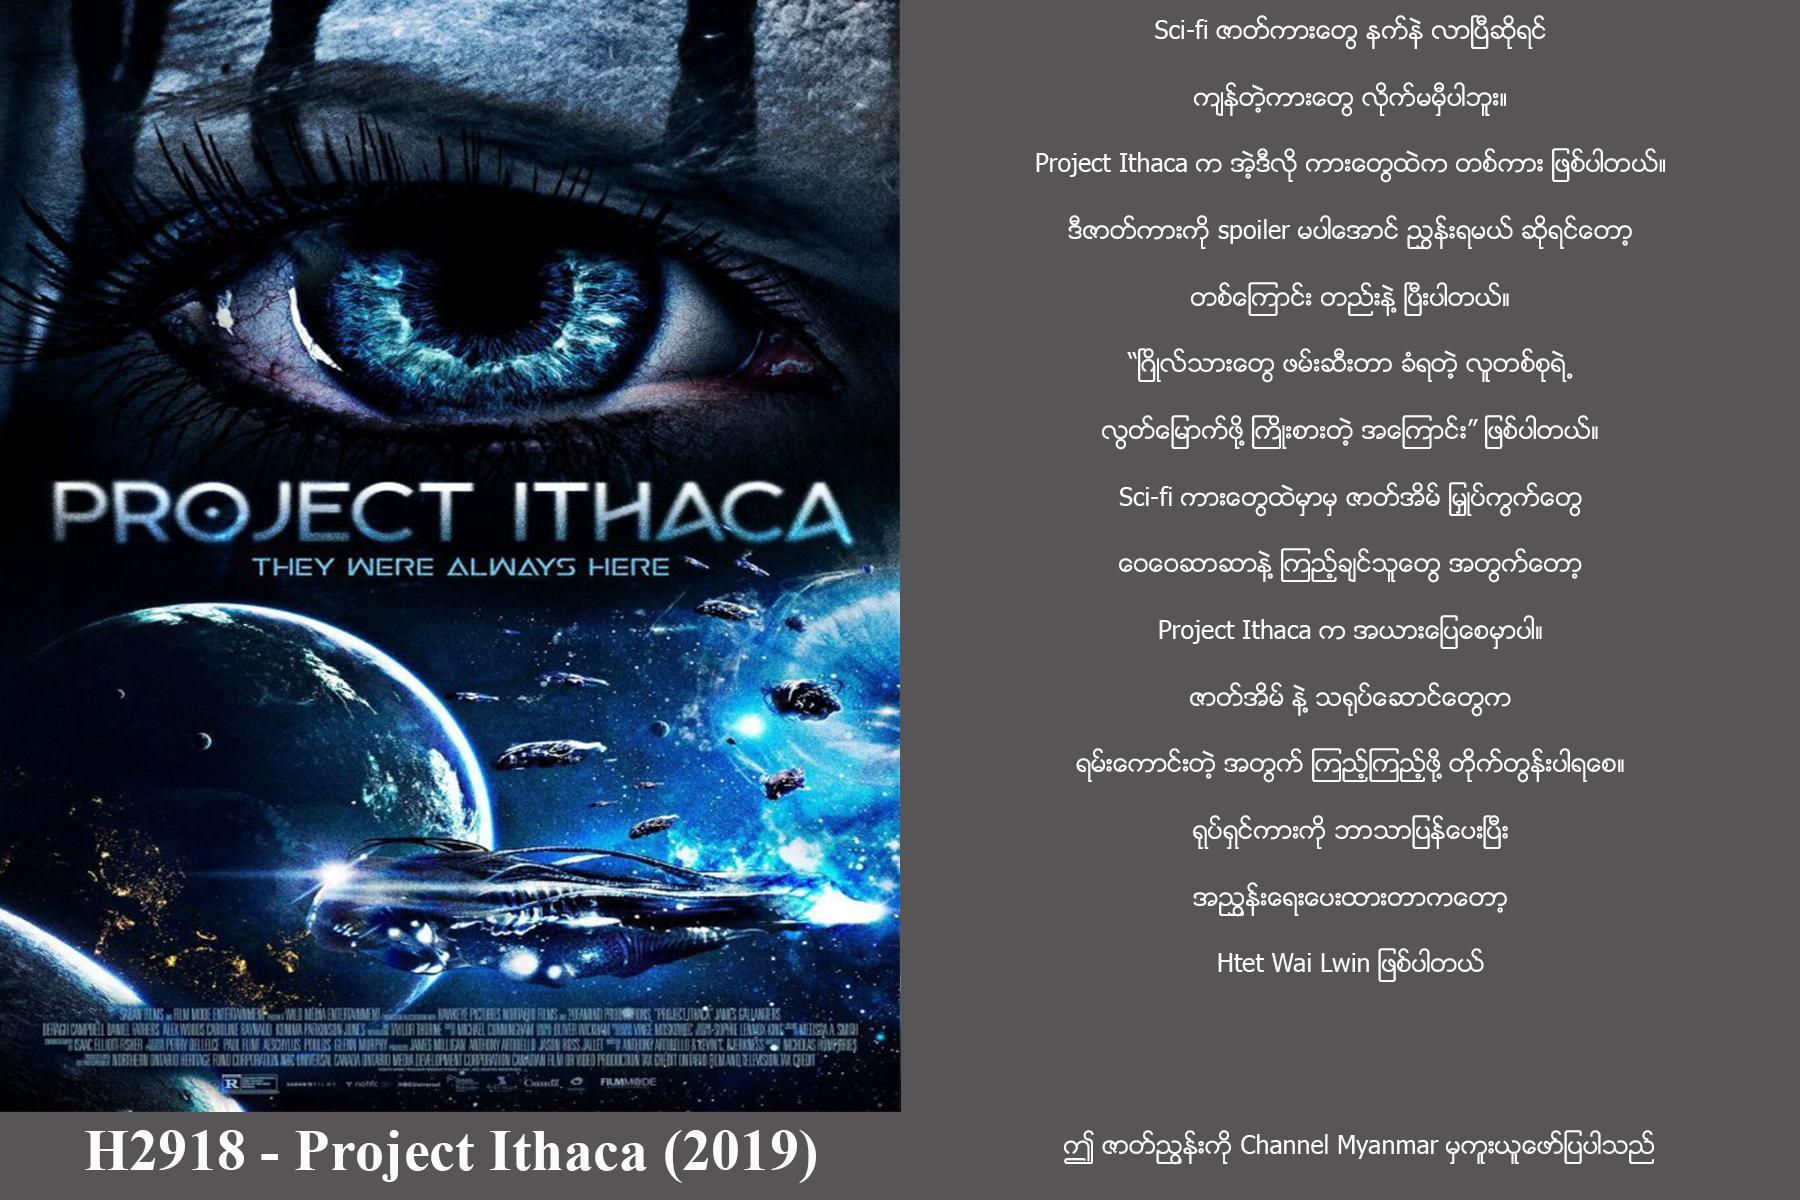 PROJECT ITHACA
THEY WERE ALWAYS HERE
H2918 - Project Ithaca (2019)
Sci-fi ဇာတ်ကားတွေ နက်နဲ လာပြီဆိုရင်
ကျန်တဲ့ကားတွေ လိုက်မမှီပါဘူး။
Project Ithaca က အဲ့ဒီလို ကားတွေထဲက တစ်ကား ဖြစ်ပါတယ်။
ဒီဇာတ်ကားကို spoiler မပါအောင် ညွှန်းရမယ် ဆိုရင်တော့
တစ်ကြောင်း တည်းနဲ့ ပြီးပါတယ်။
“ဂြိုလ်သားတွေ ဖမ်းဆီးတာ ခံရတဲ့ လူတစ်စုရဲ့
လွတ်မြောက်ဖို့ ကြိုးစားတဲ့ အကြောင်း” ဖြစ်ပါတယ်။
Sci-fi ကားတွေထဲမှာမှ ဇာတ်အိမ် မြှုပ်ကွက်တွေ
ဝေဝေဆာဆာနဲ့ ကြည့်ချင်သူတွေ အတွက်တော့
Project Ithaca က အယားပြေစေမှာပါ။
ဇာတ်အိမ် နဲ့ သရုပ်ဆောင်တွေက
ရမ်းကောင်းတဲ့ အတွက် ကြည့်ကြည့်ဖို့ တိုက်တွန်းပါရစေ။
ရုပ်ရှင်ကားကို ဘာသာပြန်ပေးပြီး
အညွှန်းရေးပေးထားတာကတော့
Htet Wai Lwin ဖြစ်ပါတယ်
ဤ ဇာတ်ညွန်းကို Channel Myanmar မှကူးယူဖော်ပြပါသည်